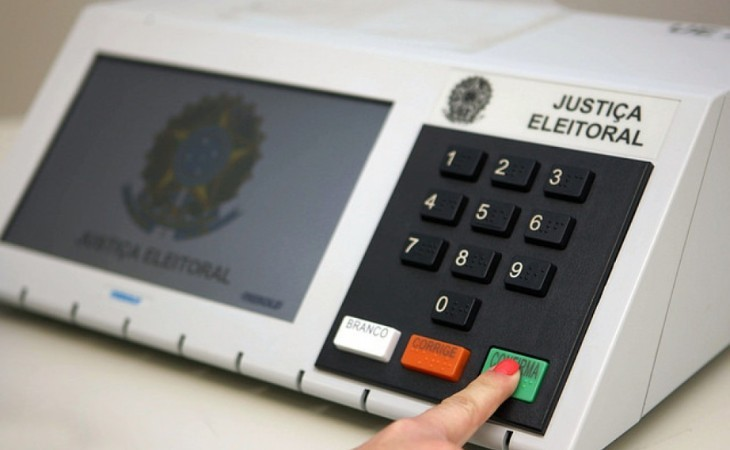 JUSTIÇA
ELEITORAL
1 2 3
4 5 6
7 8 9
0
BRANCO CORRIGE CONFIRMA
JUSTIÇA ELEITORAL